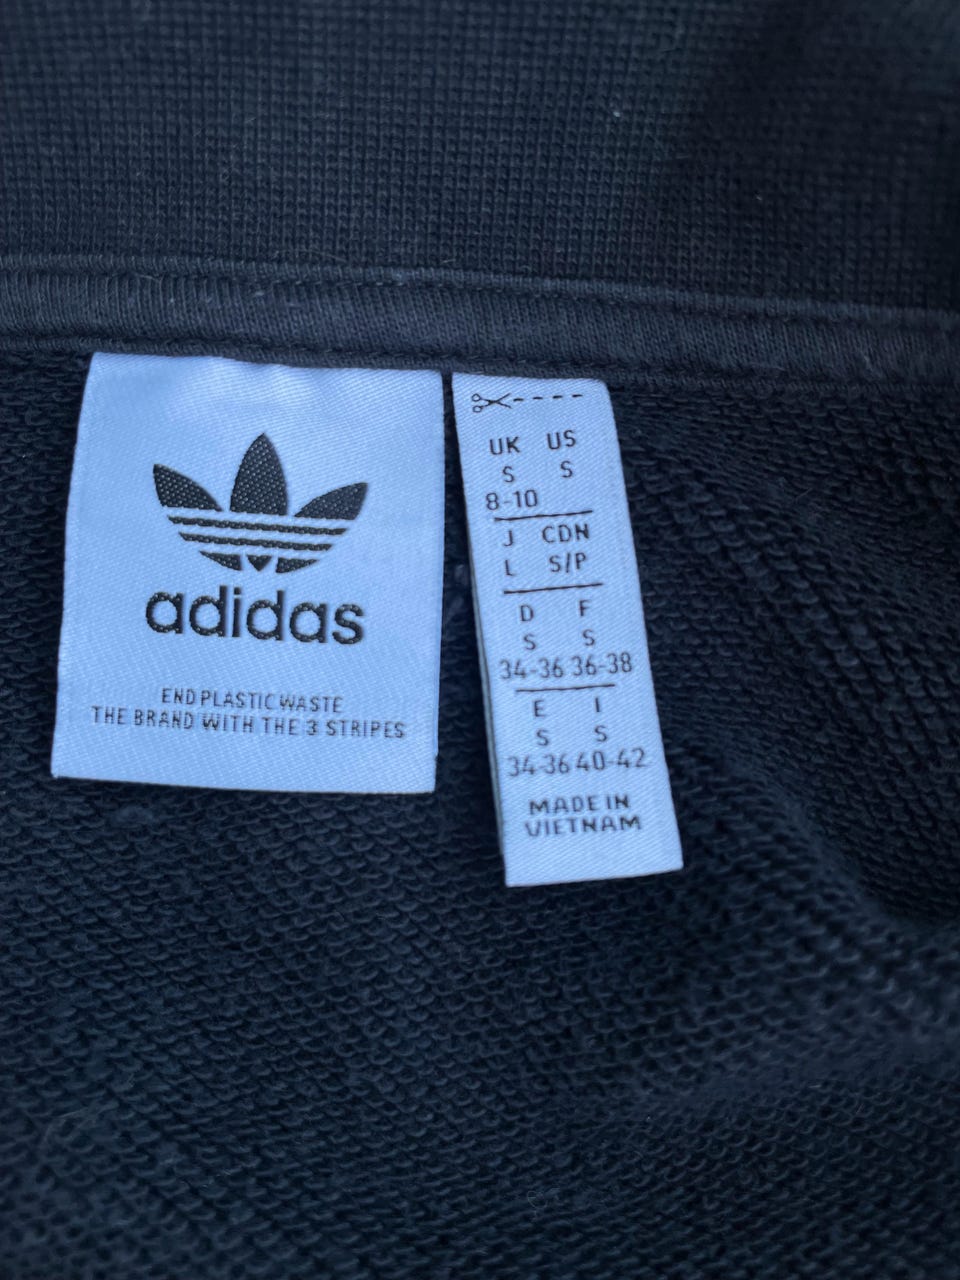 adidas
END PLASTIC WASTE
THE BRAND WITH THE 3 STRIPES
UK US
S S
8-10
J CDN
L S/P
D F
S S
34-36 36-38
E I
S S
34-36 40-42
MADE IN
VIETNAM